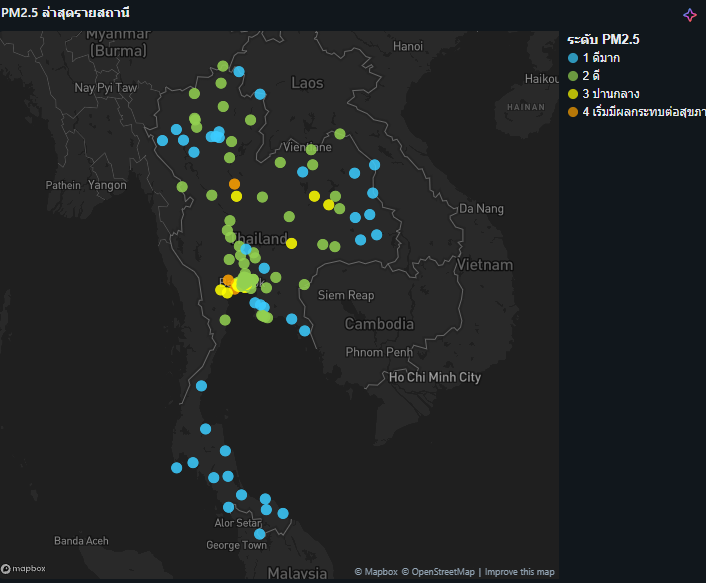 PM2.5 ล่าสุดรายสถานี
ระดับ PM2.5
1 ดีมาก
2 ดี
3 ปานกลาง
4 เริ่มมีผลกระทบต่อสุขภา
Myanmar
(Burma)
Hanoi
Laos
Nay Pyi Taw
Haikou
HAINAN
Vientiane
Pathein
Yangon
Da Nang
Thailand
Vietnam
Siem Reap
Cambodia
Phnom Penh
Ho Chi Minh City
Alor Setar
Banda Aceh
George Town
mapbox
© Mapbox © OpenStreetMap | Improve this map
Malaysia